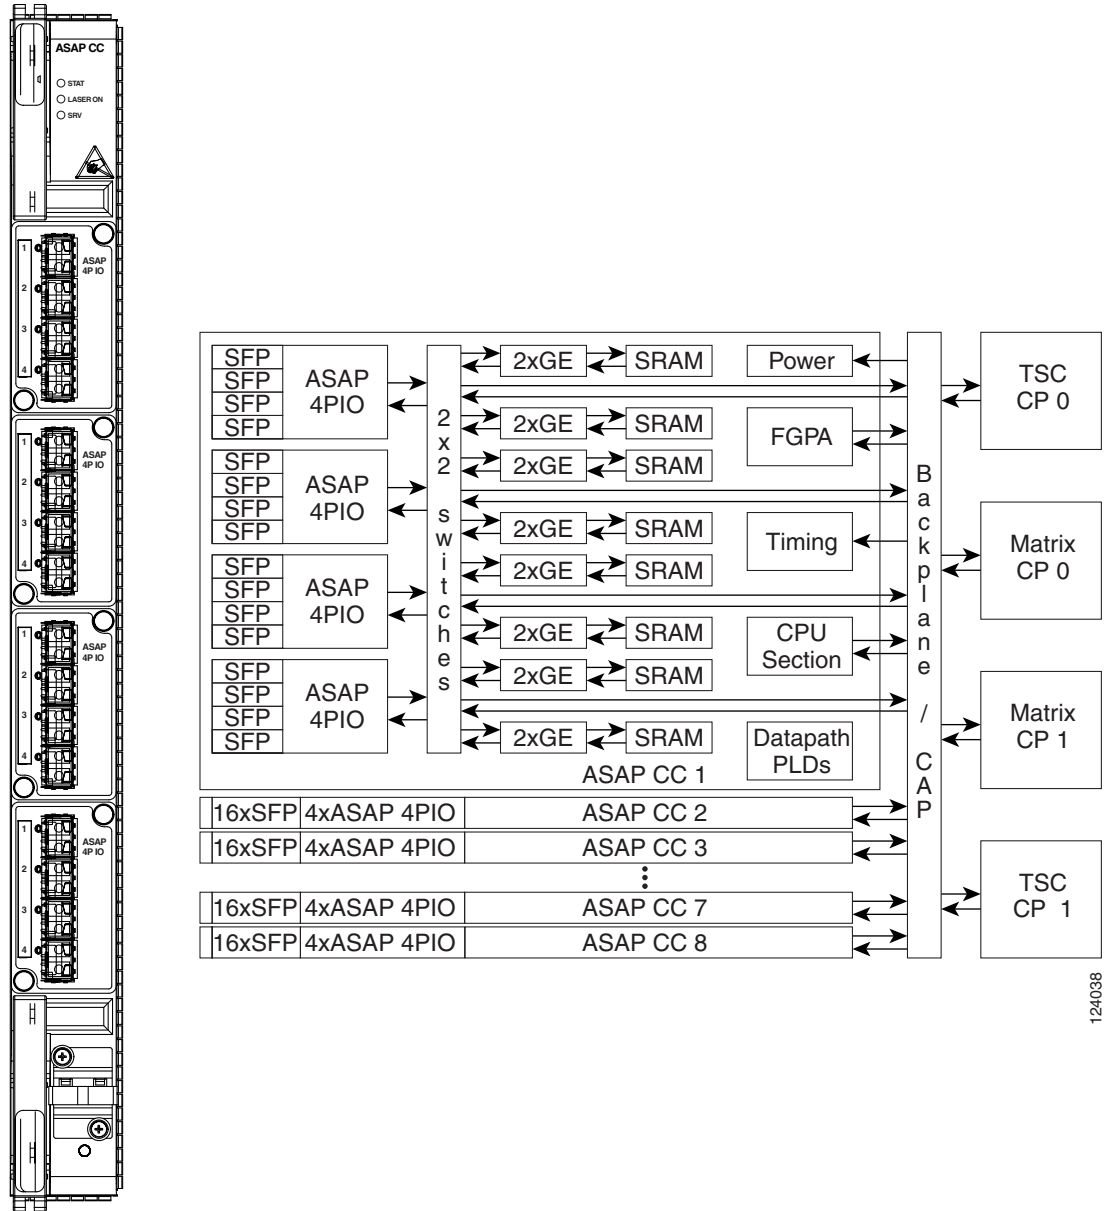 ASAP CC
STAT
LASER ON
SRV
1
2
3
4
ASAP
4P IO
1
2
3
4
ASAP
4P IO
1
2
3
4
ASAP
4P IO
1
2
3
4
ASAP
4P IO
SFP
SFP
SFP
SFP
ASAP
4PIO
SFP
SFP
SFP
SFP
ASAP
4PIO
SFP
SFP
SFP
SFP
ASAP
4PIO
SFP
SFP
SFP
SFP
ASAP
4PIO
2x2 switches
2xGE SRAM
2xGE SRAM
2xGE SRAM
2xGE SRAM
2xGE SRAM
2xGE SRAM
2xGE SRAM
2xGE SRAM
Power
FGPA
Timing
CPU
Section
Datapath
PLDs
ASAP CC 1
16xSFP 4xASAP 4PIO ASAP CC 2
16xSFP 4xASAP 4PIO ASAP CC 3
16xSFP 4xASAP 4PIO ASAP CC 7
16xSFP 4xASAP 4PIO ASAP CC 8
Backplane / CAP
TSC
CP 0
Matrix
CP 0
Matrix
CP 1
TSC
CP 1
124038